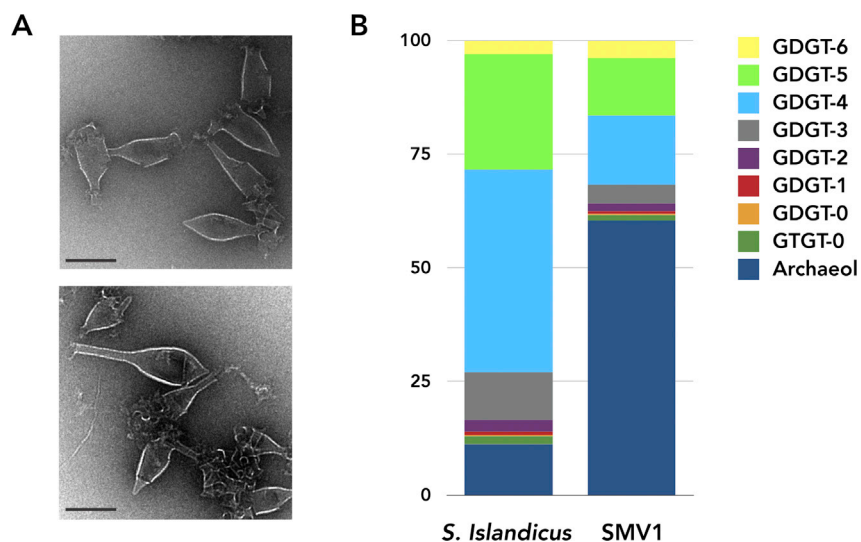 A
B
100
75
50
25
0
S. Islandicus
SMV1
GDGT-6
GDGT-5
GDGT-4
GDGT-3
GDGT-2
GDGT-1
GDGT-0
GTGT-0
Archaeol